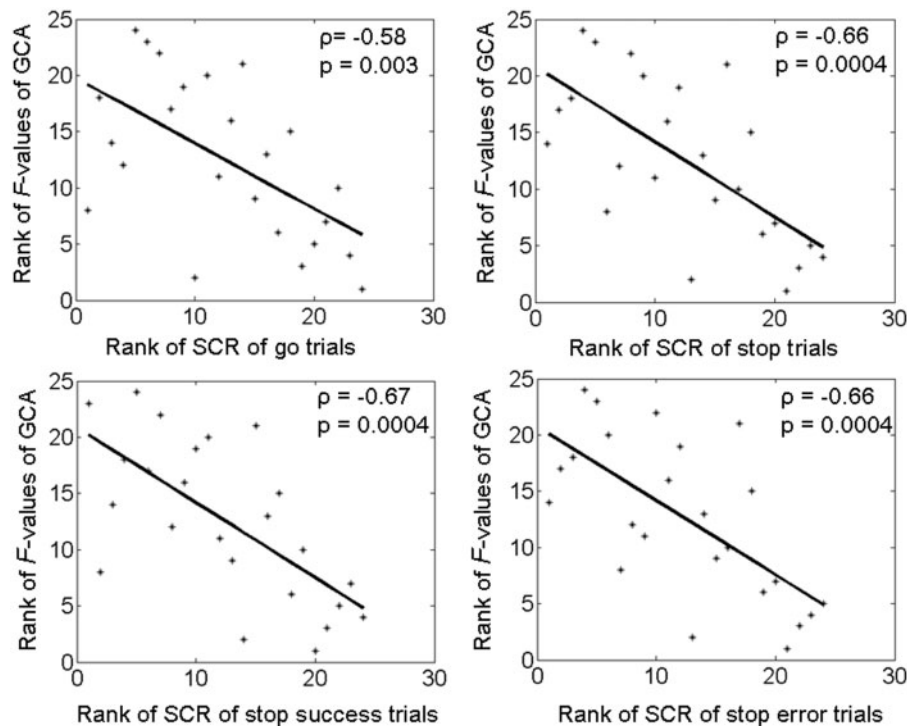 25
20
15
10
5
0
0
10
20
30
Rank of F-values of GCA
Rank of SCR of go trials
ρ= -0.58
p = 0.003
25
20
15
10
5
0
0
10
20
30
Rank of F-values of GCA
Rank of SCR of stop trials
ρ = -0.66
p = 0.0004
25
20
15
10
5
0
0
10
20
30
Rank of F-values of GCA
Rank of SCR of stop success trials
ρ = -0.67
p = 0.0004
25
20
15
10
5
0
0
10
20
30
Rank of F-values of GCA
Rank of SCR of stop error trials
ρ = -0.66
p = 0.0004